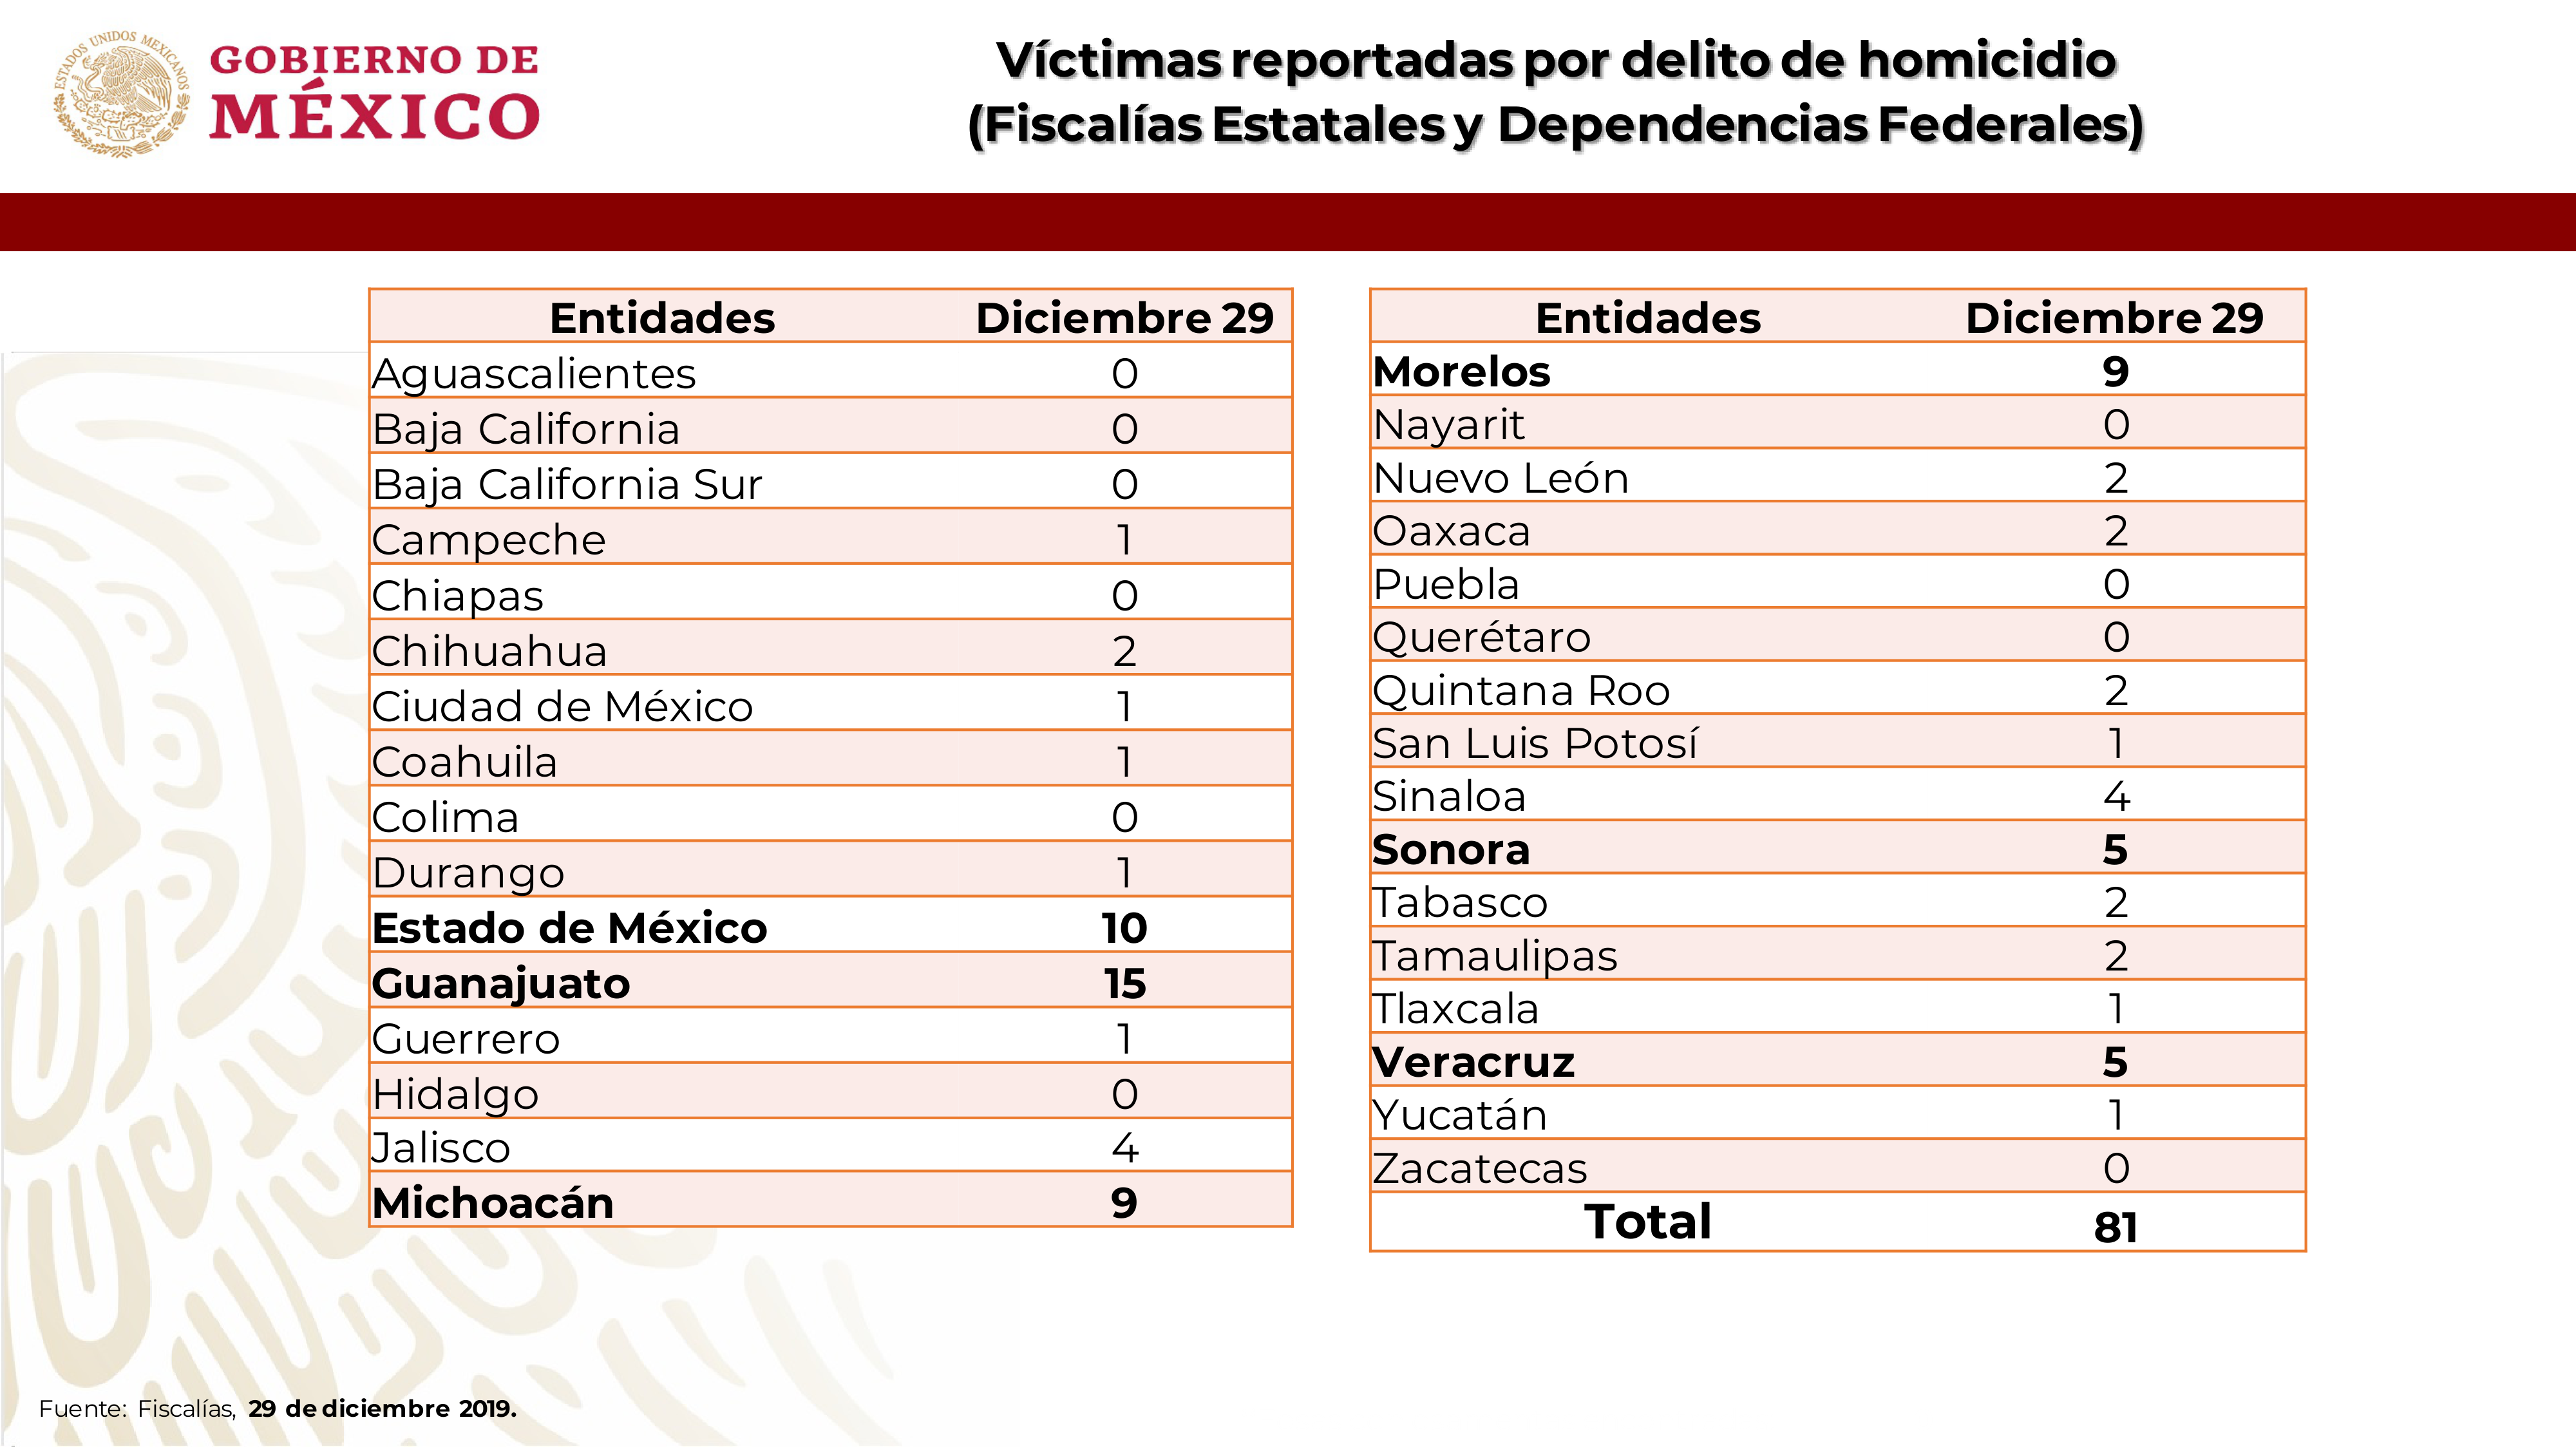 ESTADOS UNIDOS MEXICANOS
GOBIERNO DE
MÉXICO
Víctimas reportadas por delito de homicidio
(Fiscalías Estatales y Dependencias Federales)
Entidades Diciembre 29
Aguascalientes 0
Baja California 0
Baja California Sur 0
Campeche 1
Chiapas 0
Chihuahua 2
Ciudad de México 1
Coahuila 1
Colima 0
Durango 1
Estado de México 10
Guanajuato 15
Guerrero 1
Hidalgo 0
Jalisco 4
Michoacán 9
Entidades Diciembre 29
Morelos 9
Nayarit 0
Nuevo León 2
Oaxaca 2
Puebla 0
Querétaro 0
Quintana Roo 2
San Luis Potosí 1
Sinaloa 4
Sonora 5
Tabasco 2
Tamaulipas 2
Tlaxcala 1
Veracruz 5
Yucatán 1
Zacatecas 0
Total 81
Fuente: Fiscalías, 29 de diciembre 2019.